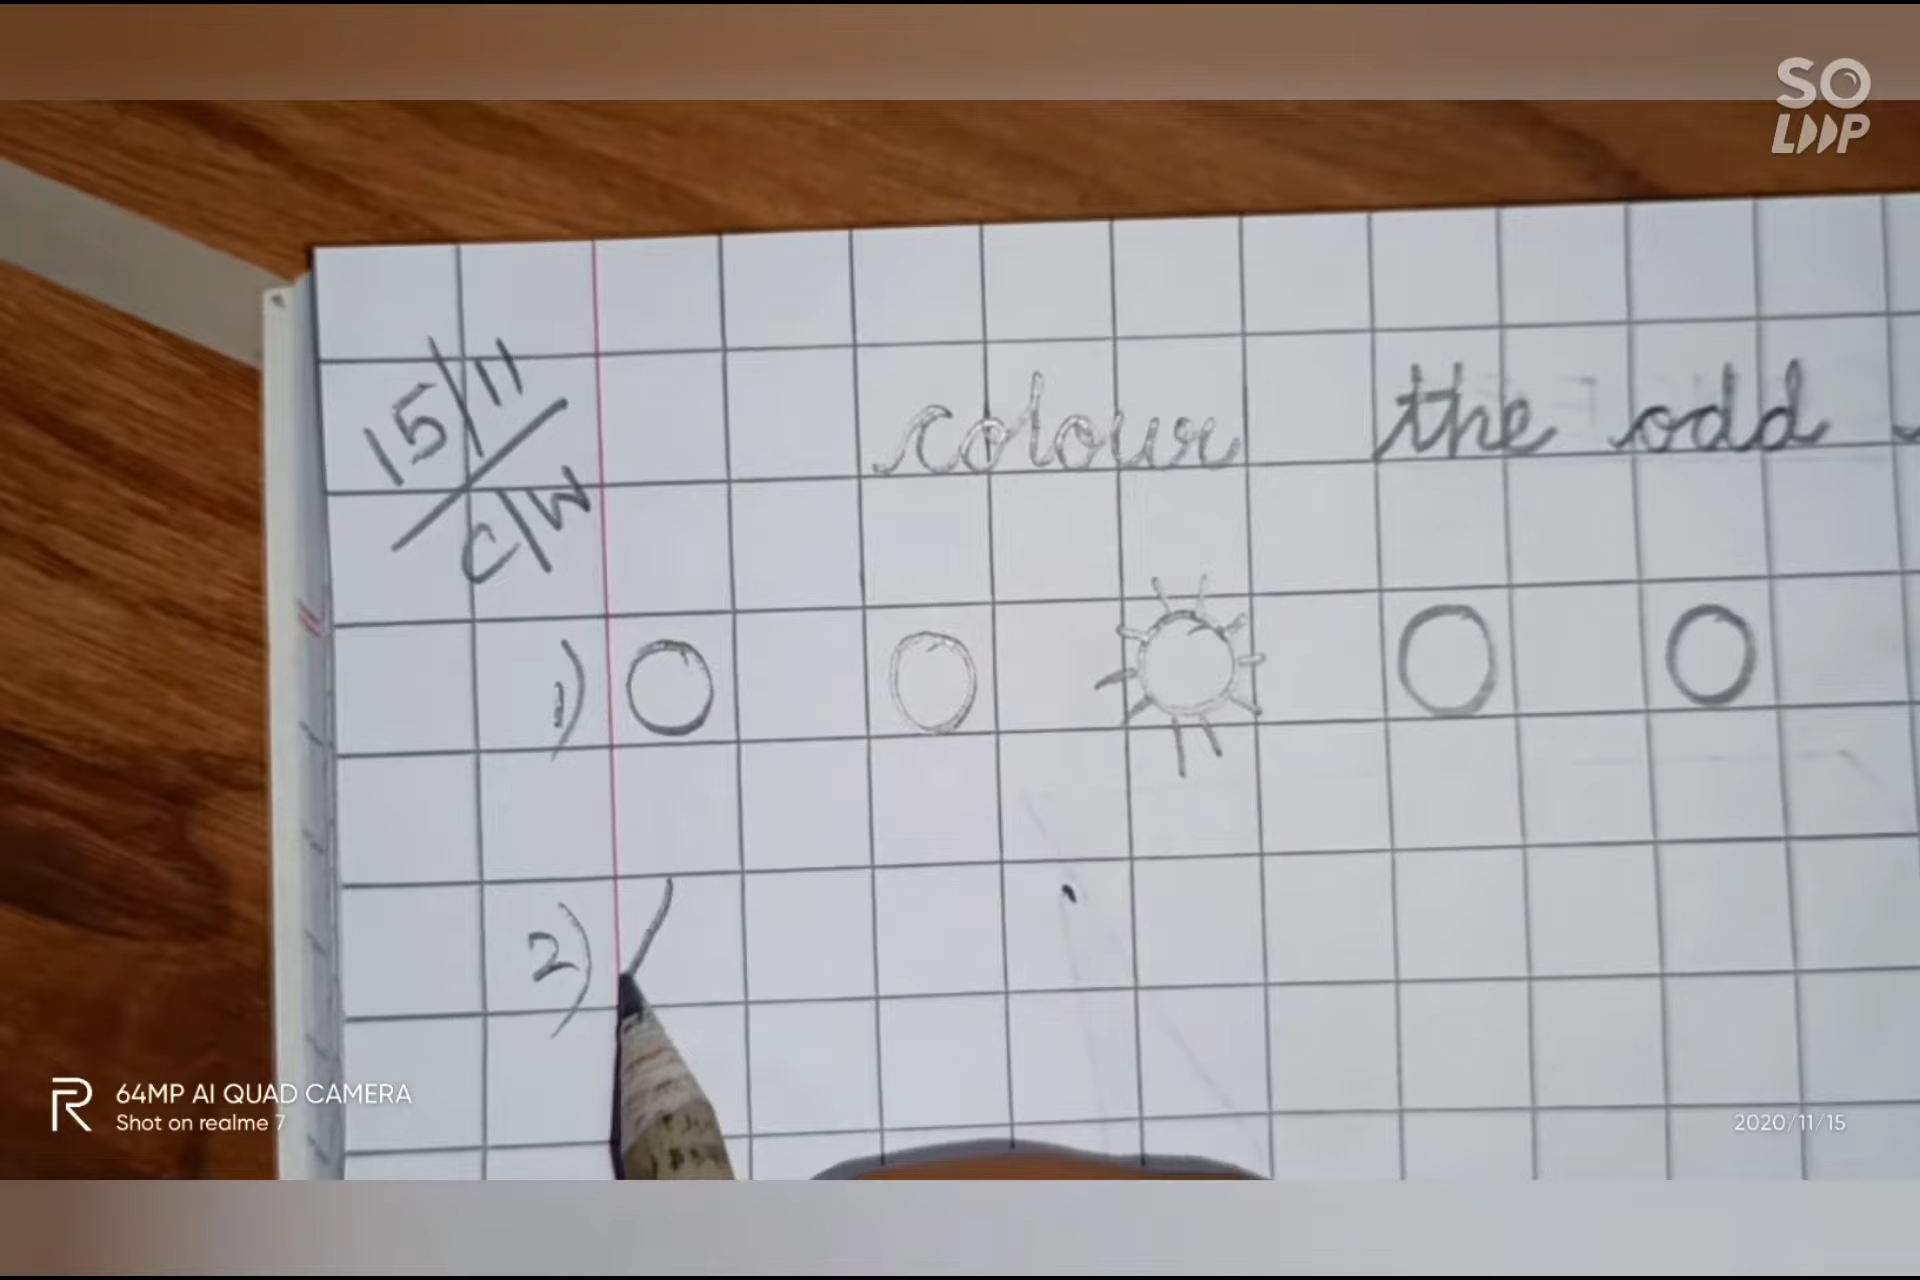 SO
LOOP
15/11
C/W
colour the odd
1)
2)
64MP AI QUAD CAMERA
Shot on realme 7
2020/11/15